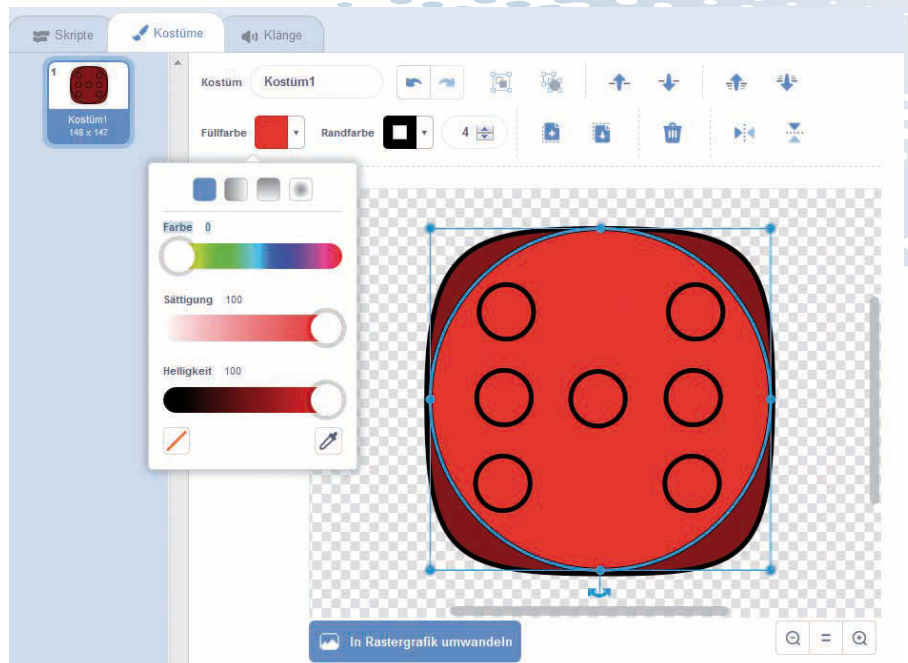 Skripte
Kostüme
Klänge
1
Kostüm1
148 x 147
Kostüm
Kostüm1
Füllfarbe
Randfarbe
4
Farbe 0
Sättigung 100
Helligkeit 100
In Rastergrafik umwandeln